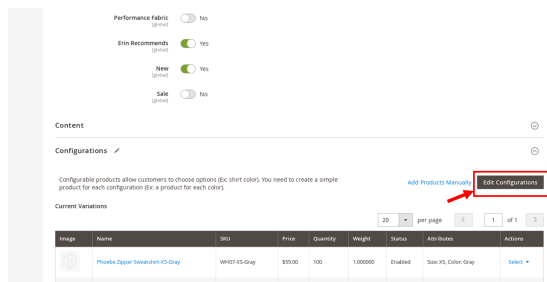 Performance Fabric
[global]
No
Erin Recommends
[global]
Yes
New
[global]
Yes
Sale
[global]
No
Content
Configurations
Configurable products allow customers to choose options (Ex: shirt color). You need to create a simple
product for each configuration (Ex: a product for each color).
Add Products Manually
Edit Configurations
Current Variations
20 per page 1 of 1
Image Name SKU Price Quantity Weight Status Attributes Actions
Phoebe Zipper Sweatshirt-XS-Gray WH07-XS-Gray $59.00 100 1.000000 Enabled Size: XS, Color: Gray Select